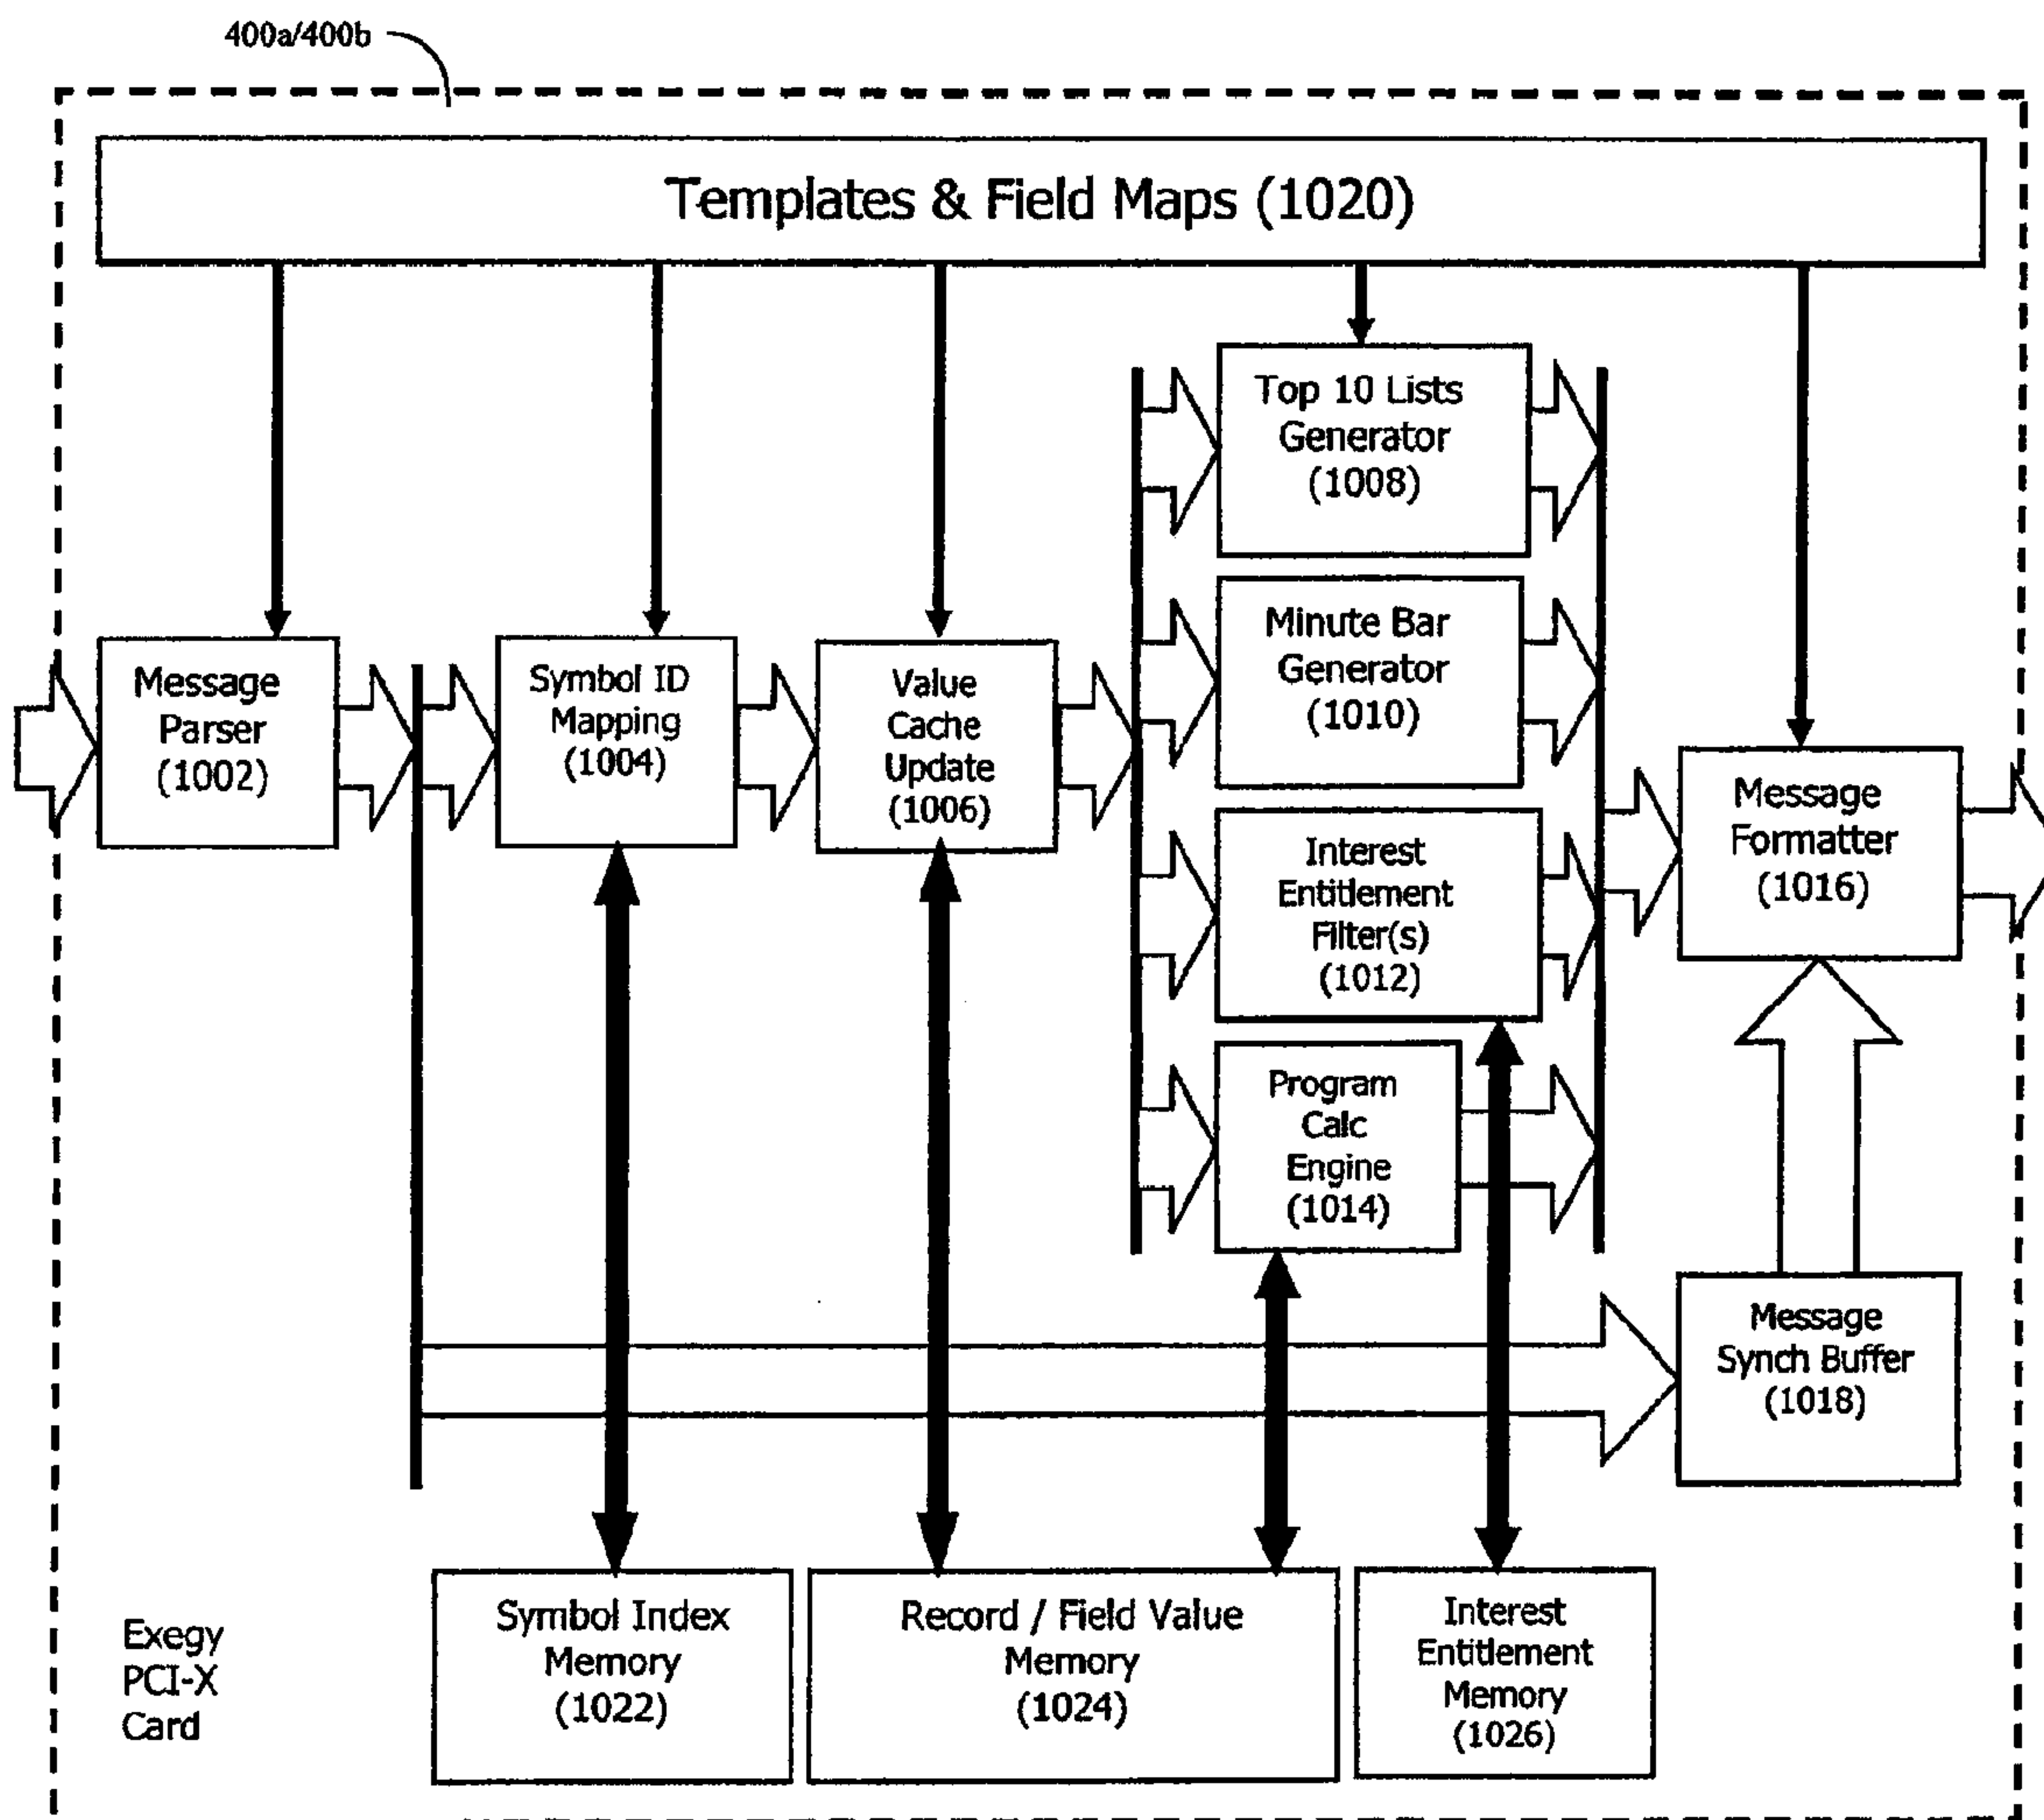 400a/400b
Templates & Field Maps (1020)
Top 10 Lists
Generator
(1008)
Minute Bar
Generator
(1010)
Message
Parser
(1002)
Symbol ID
Mapping
(1004)
Value
Cache
Update
(1006)
Interest
Entitlement
Filter(s)
(1012)
Program
Calc
Engine
(1014)
Message
Formatter
(1016)
Message
Synch Buffer
(1018)
Exegy
PCI-X
Card
Symbol Index
Memory
(1022)
Record / Field Value
Memory
(1024)
Interest
Entitlement
Memory
(1026)